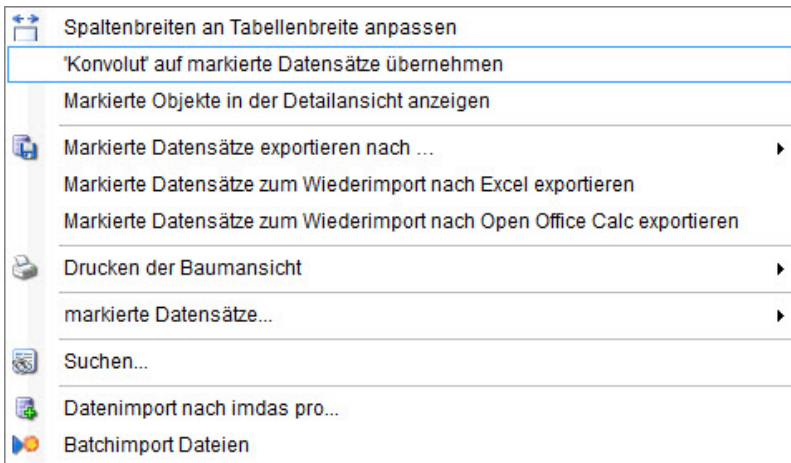 Spaltenbreiten an Tabellenbreite anpassen
'Konvolut' auf markierte Datensätze übernehmen
Markierte Objekte in der Detailansicht anzeigen
Markierte Datensätze exportieren nach ...
Markierte Datensätze zum Wiederimport nach Excel exportieren
Markierte Datensätze zum Wiederimport nach Open Office Calc exportieren
Drucken der Baumansicht
markierte Datensätze...
Suchen...
Datenimport nach imdas pro...
Batchimport Dateien